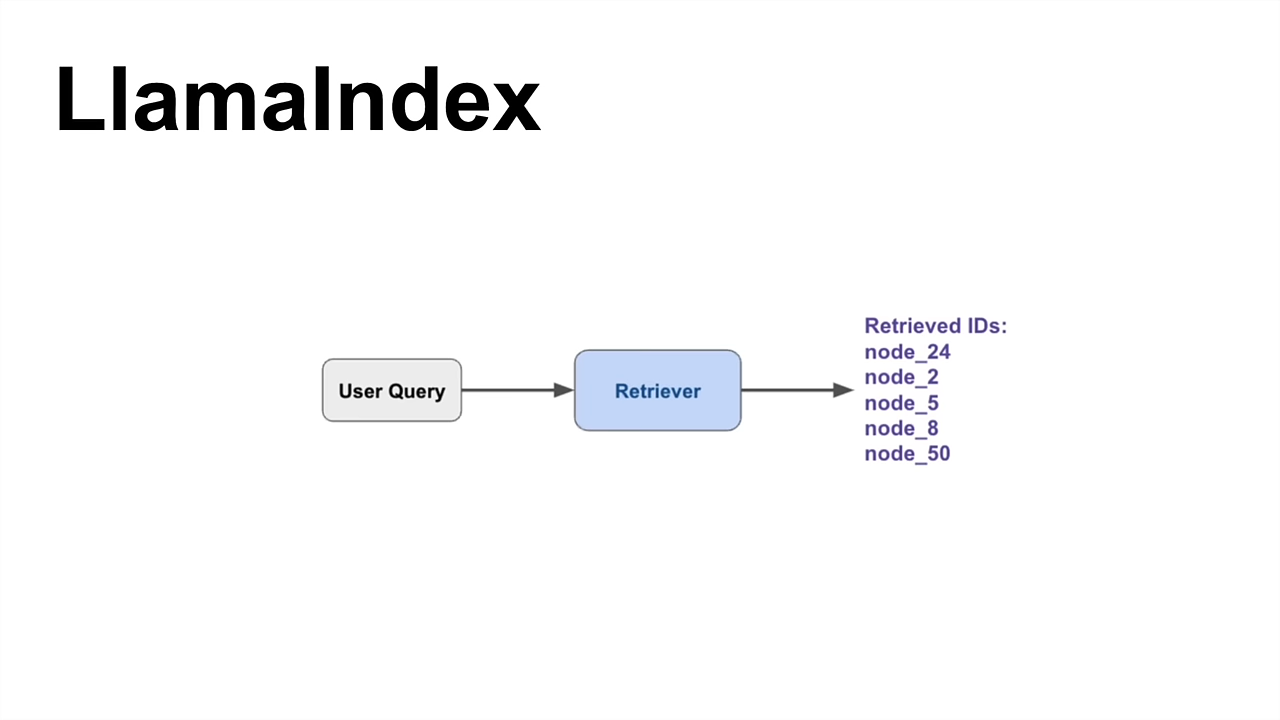 LlamaIndex
User Query
Retriever
Retrieved IDs:
node_24
node_2
node_5
node_8
node_50